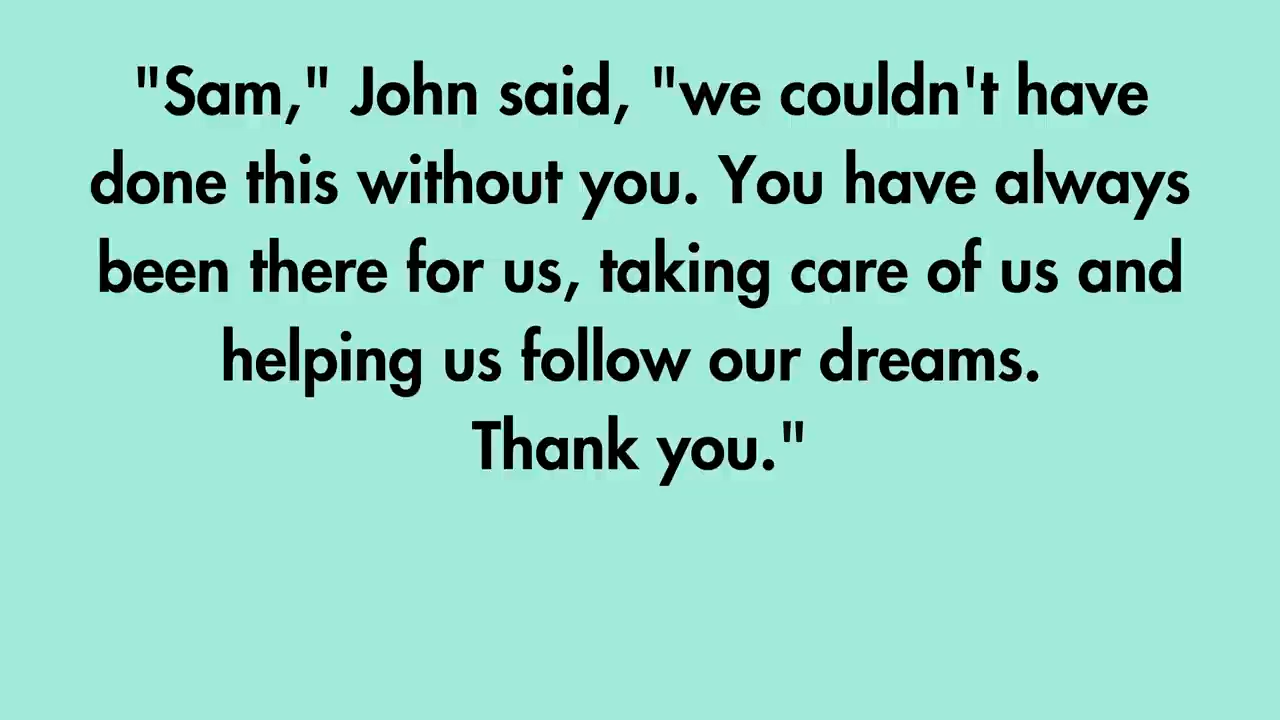 "Sam," John said, "we couldn't have
done this without you. You have always
been there for us, taking care of us and
helping us follow our dreams.
Thank you."